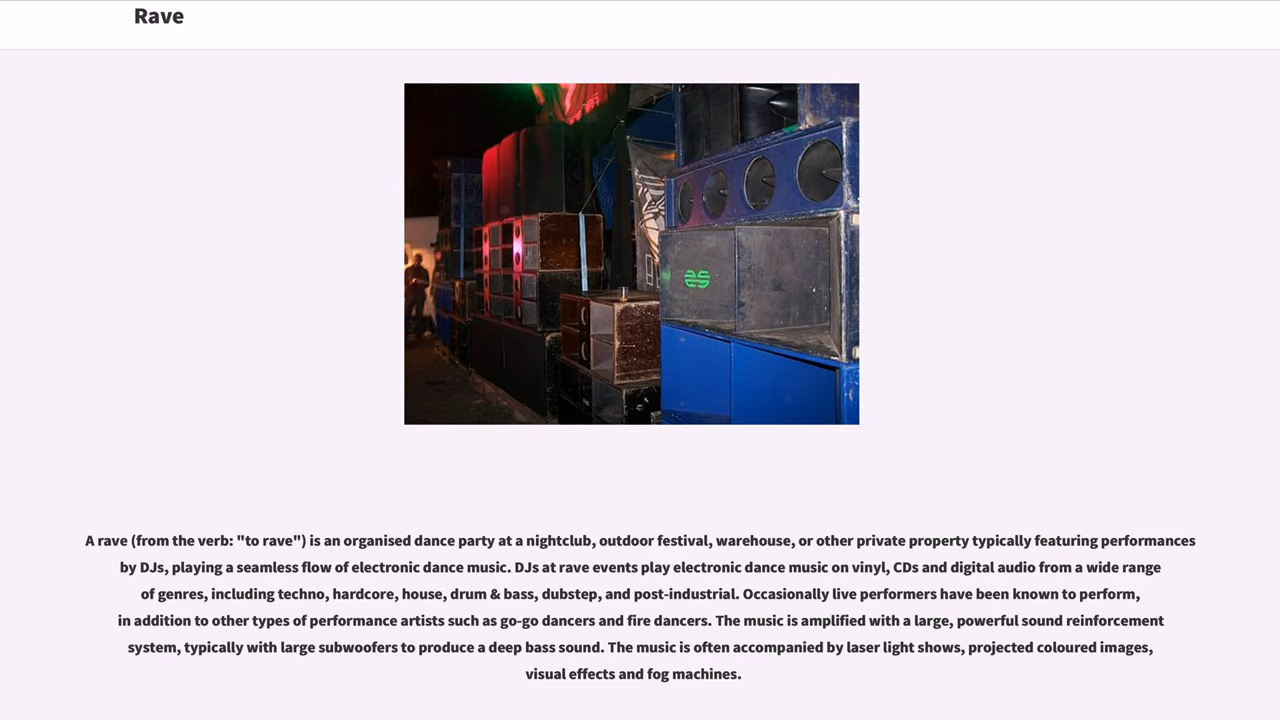 Rave
A rave (from the verb: "to rave") is an organised dance party at a nightclub, outdoor festival, warehouse, or other private property typically featuring performances
by DJs, playing a seamless flow of electronic dance music. DJs at rave events play electronic dance music on vinyl, CDs and digital audio from a wide range
of genres, including techno, hardcore, house, drum & bass, dubstep, and post-industrial. Occasionally live performers have been known to perform,
in addition to other types of performance artists such as go-go dancers and fire dancers. The music is amplified with a large, powerful sound reinforcement
system, typically with large subwoofers to produce a deep bass sound. The music is often accompanied by laser light shows, projected coloured images,
visual effects and fog machines.